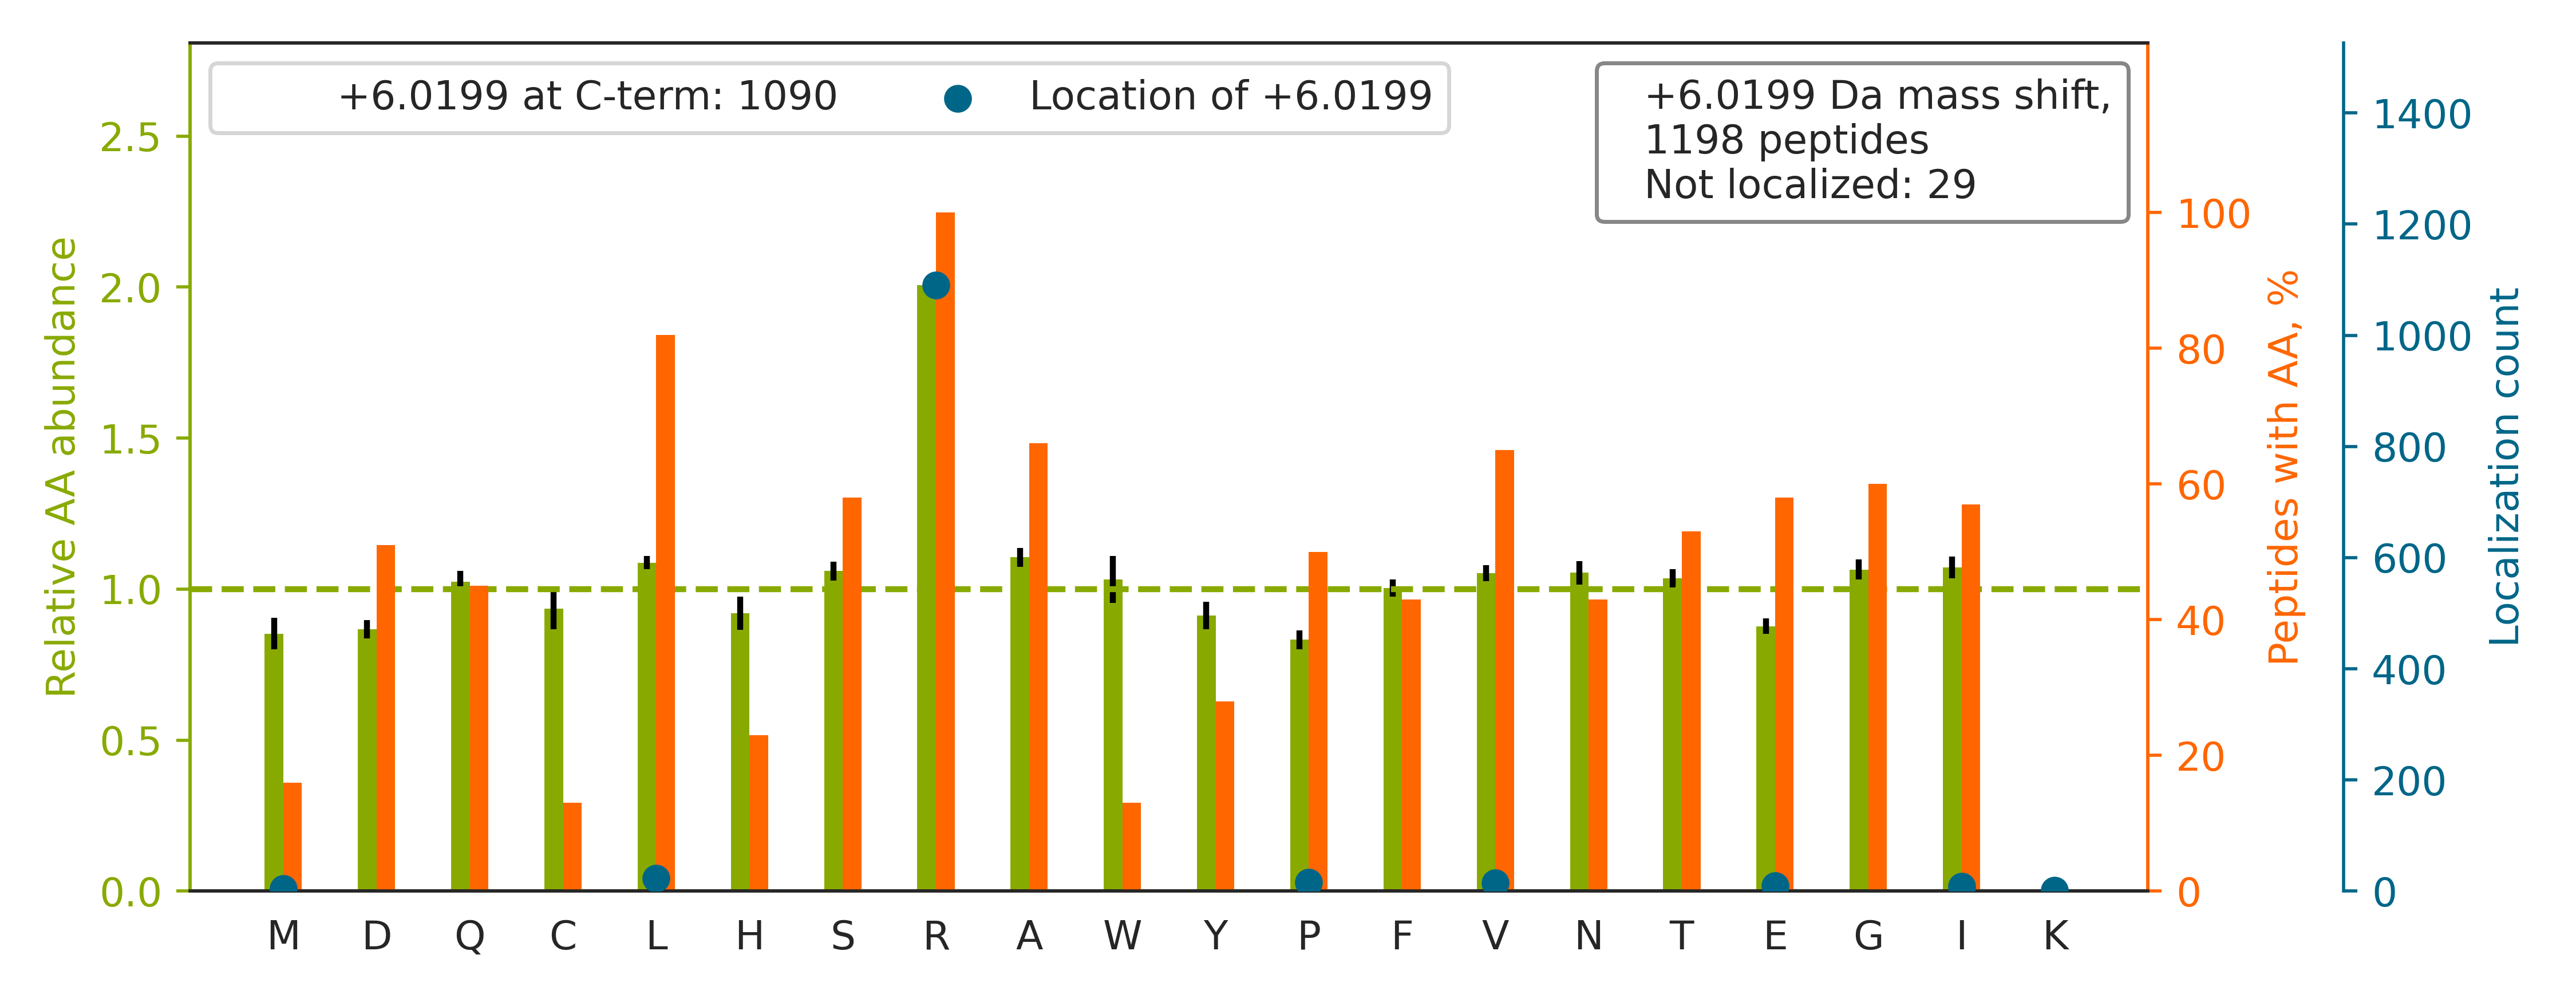 +6.0199 at C-term: 1090
Location of +6.0199
+6.0199 Da mass shift,
1198 peptides
Not localized: 29
Relative AA abundance
2.5
2.0
1.5
1.0
0.5
0.0
M D Q C L H S R A W Y P F V N T E G I K
100
80
60
40
20
0
Peptides with AA, %
1400
1200
1000
800
600
400
200
0
Localization count